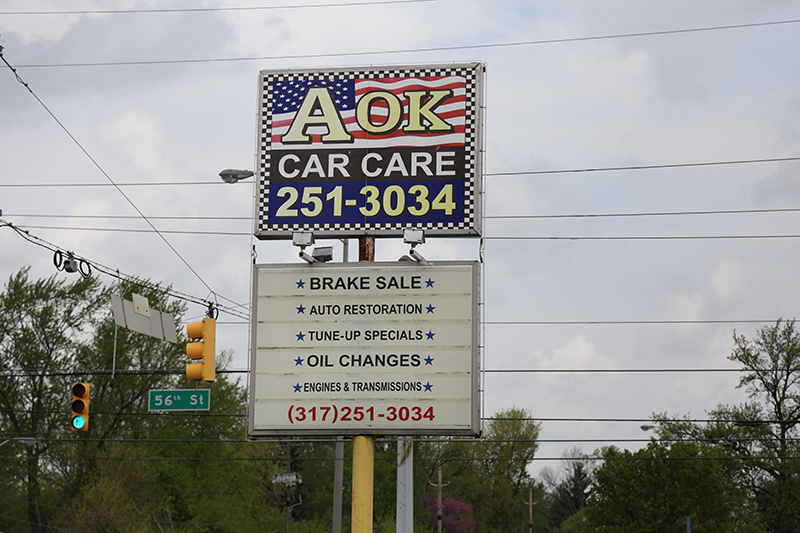 AOK
CAR CARE
251-3034
★ BRAKE SALE ★
★ AUTO RESTORATION ★
★ TUNE-UP SPECIALS ★
★ OIL CHANGES ★
★ ENGINES & TRANSMISSIONS ★
(317)251-3034
56th St